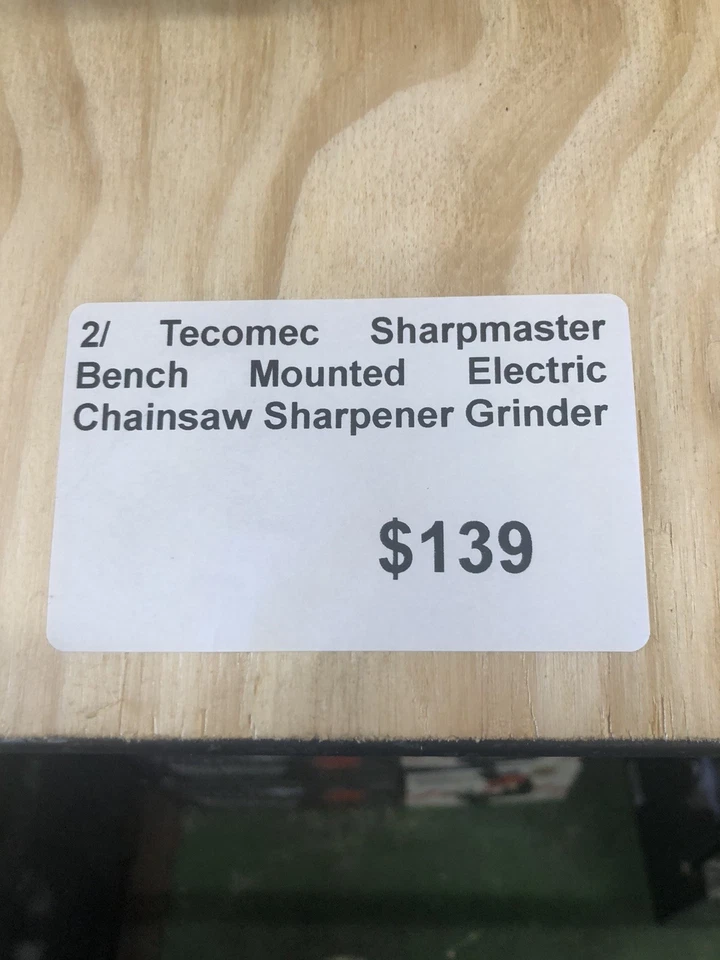 2/ Tecomec Sharpmaster
Bench Mounted Electric
Chainsaw Sharpener Grinder
$139